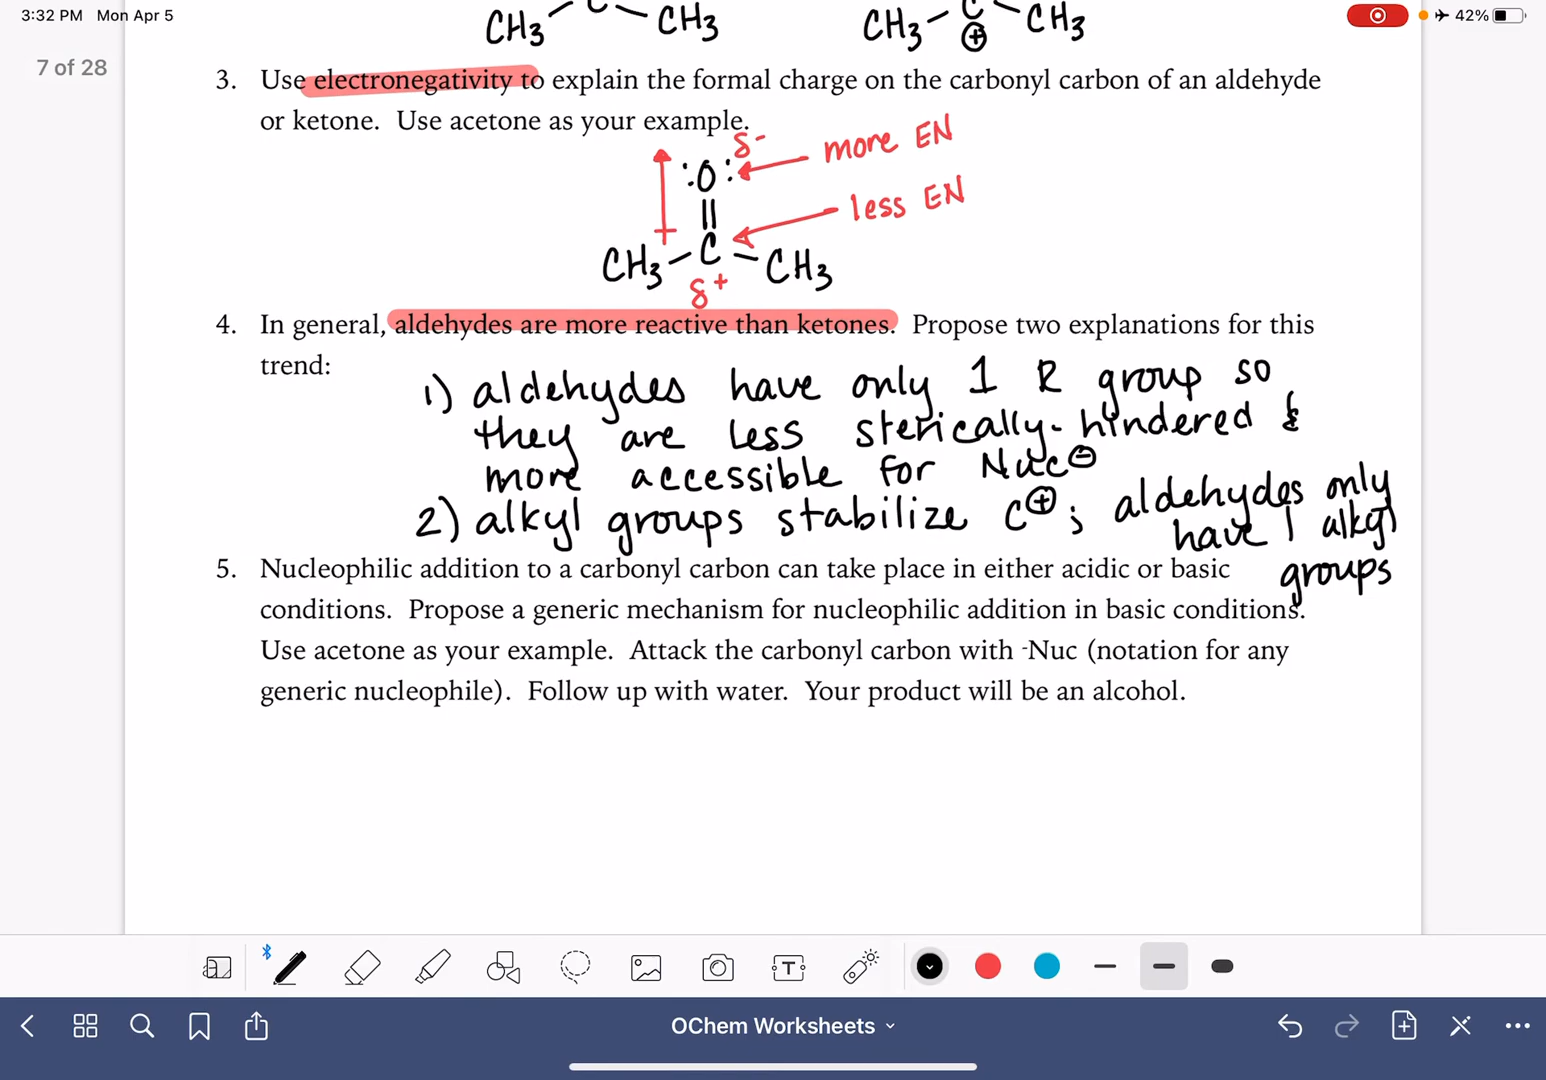 3:32 PM Mon Apr 5
42%
7 of 28
CH3 - C - CH3
CH3 - C - CH3
⊕
3. Use electronegativity to explain the formal charge on the carbonyl carbon of an aldehyde
or ketone. Use acetone as your example.
δ-
more EN
:O:
less EN
CH3 - C - CH3
δ+
4. In general, aldehydes are more reactive than ketones. Propose two explanations for this
trend:
1) aldehydes have only 1 R group so
they are less sterically-hindered &
more accessible for Nuc⊖
2) alkyl groups stabilize C⊕; aldehydes only
have 1 alkyl
groups
5. Nucleophilic addition to a carbonyl carbon can take place in either acidic or basic
conditions. Propose a generic mechanism for nucleophilic addition in basic conditions.
Use acetone as your example. Attack the carbonyl carbon with -Nuc (notation for any
generic nucleophile). Follow up with water. Your product will be an alcohol.
a
T
OChem Worksheets